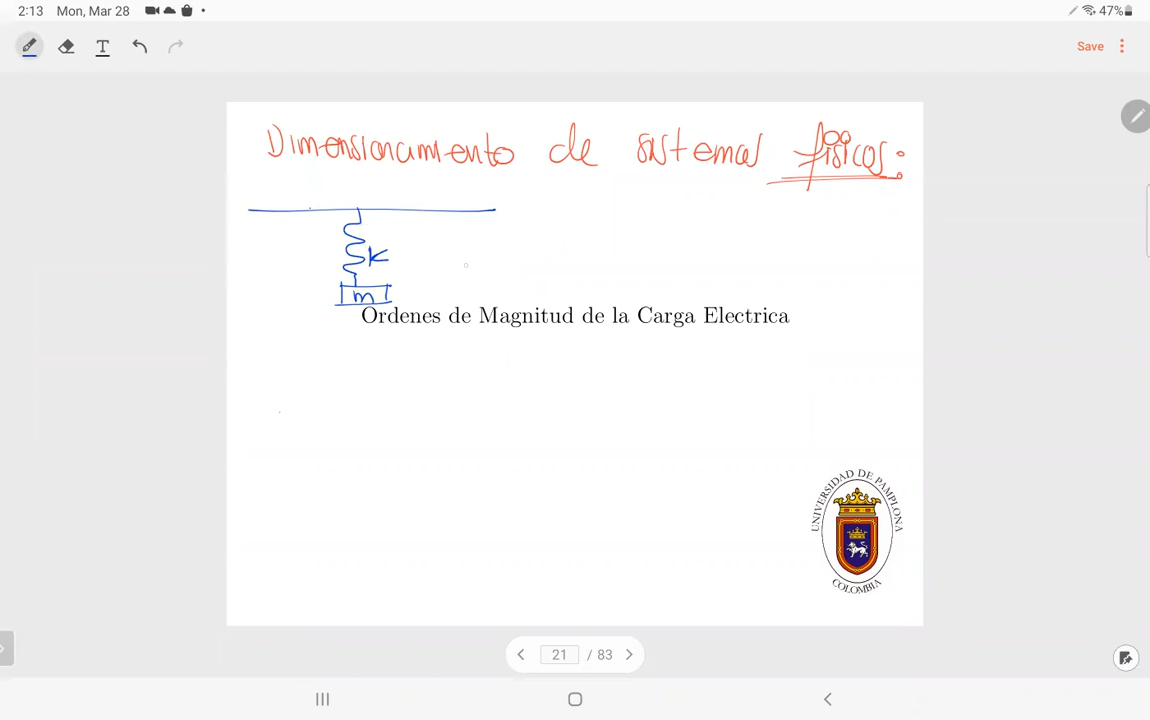 2:13 Mon, Mar 28
47%
T
Save
Dimensionamiento de sistemas físicos:
K
m
Ordenes de Magnitud de la Carga Electrica
UNIVERSIDAD DE PAMPLONA
COLOMBIA
21 / 83